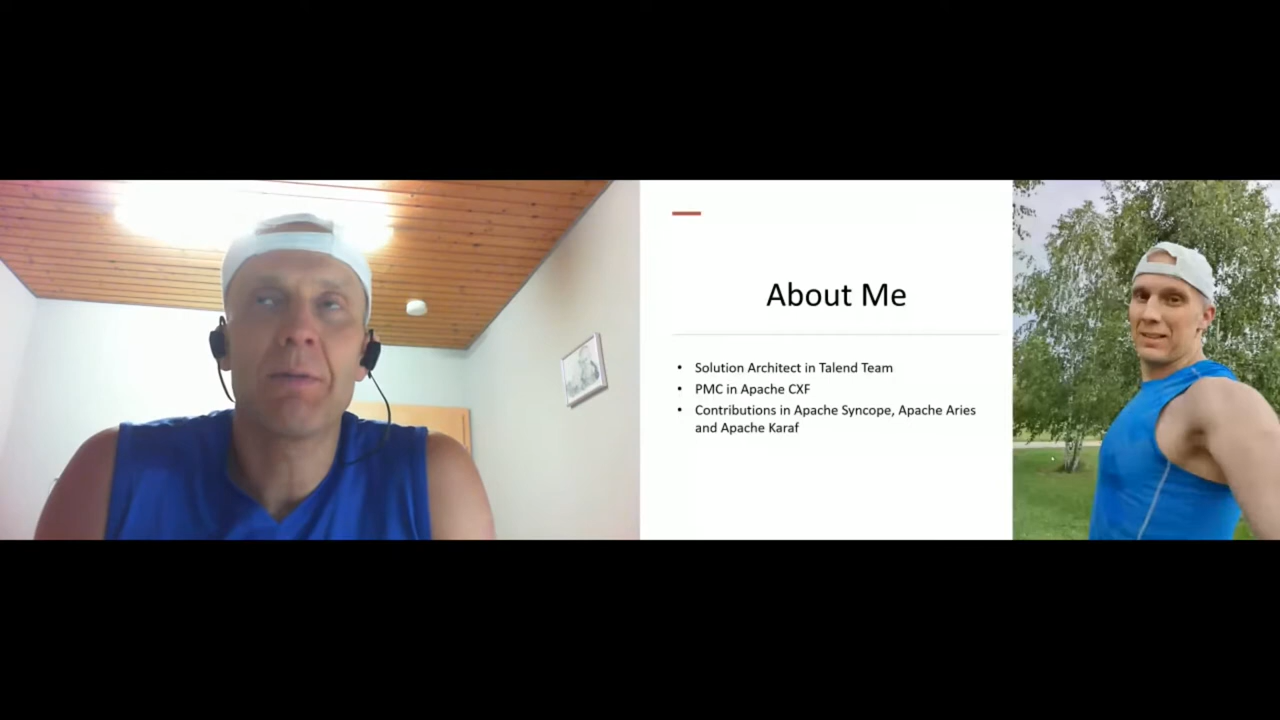 About Me
• Solution Architect in Talend Team
• PMC in Apache CXF
• Contributions in Apache Syncope, Apache Aries
and Apache Karaf